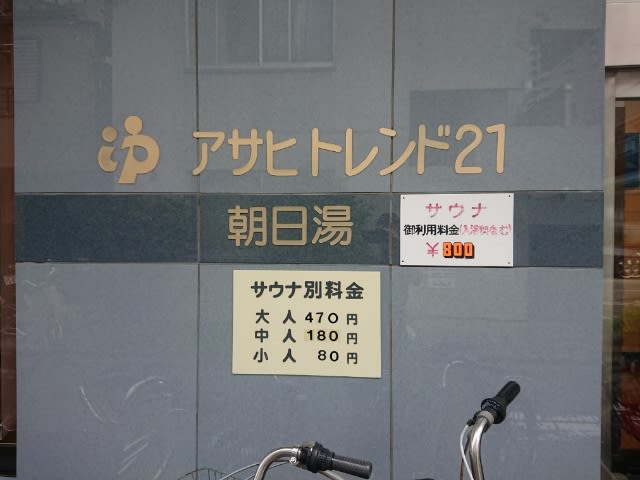 アサヒトレンド21
朝日湯
サウナ
御利用料金(入浴料含む)
￥800
サウナ別料金
大人 470円
中人 180円
小人 80円